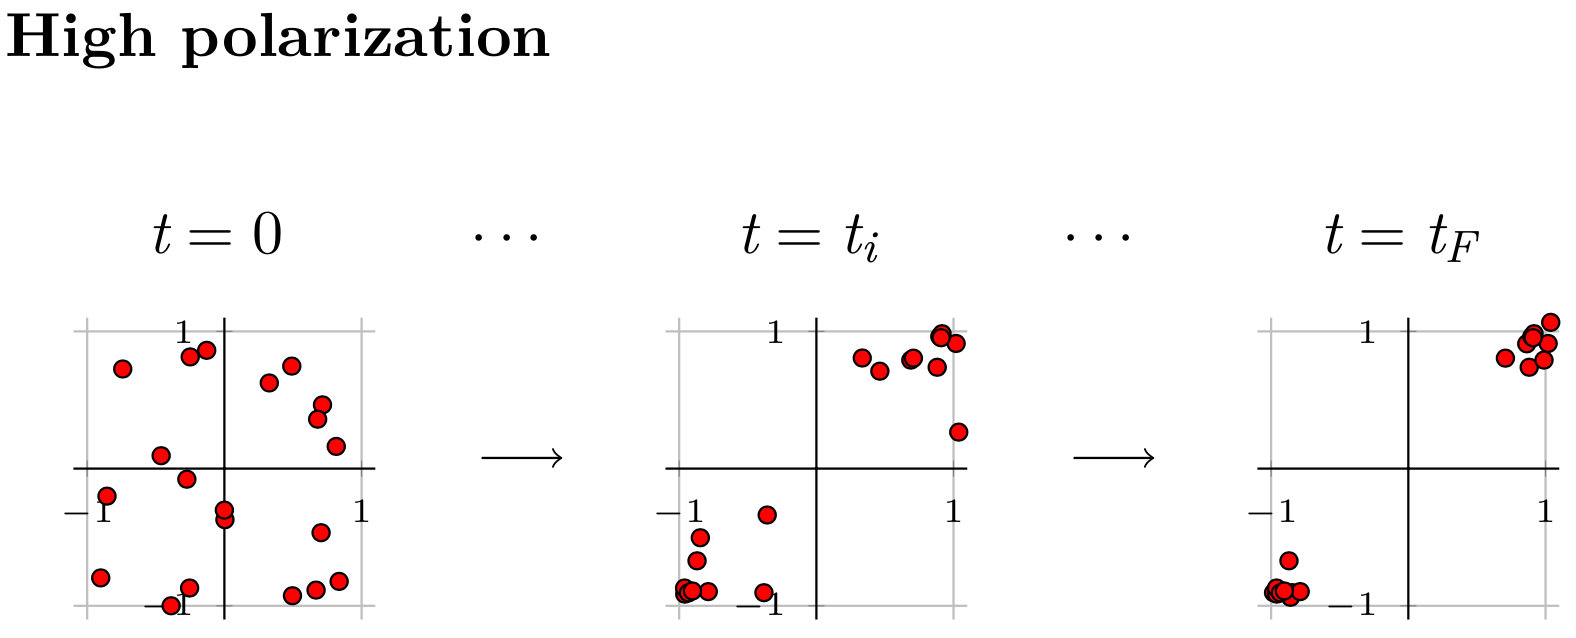 High polarization
t = 0 ··· t = t_i ··· t = t_F
1 1 1
−1 1 −1 1 −1 1
−1 −1 −1